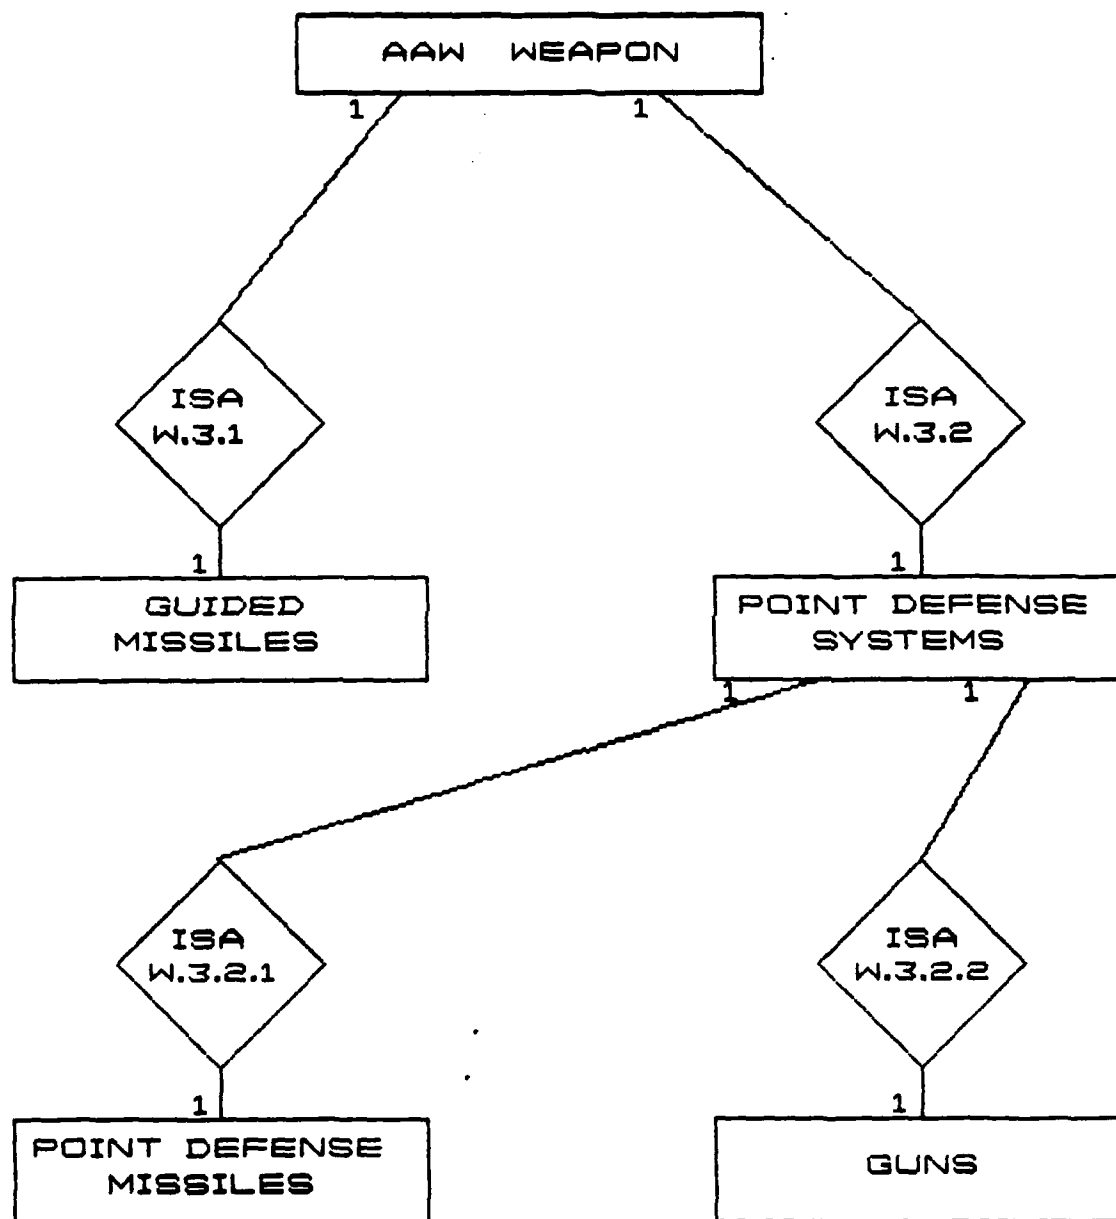 AAW WEAPON
1 1
ISA
W.3.1
ISA
W.3.2
1
1
GUIDED
MISSILES
POINT DEFENSE
SYSTEMS
1 1
ISA
W.3.2.1
ISA
W.3.2.2
1
1
POINT DEFENSE
MISSILES
GUNS